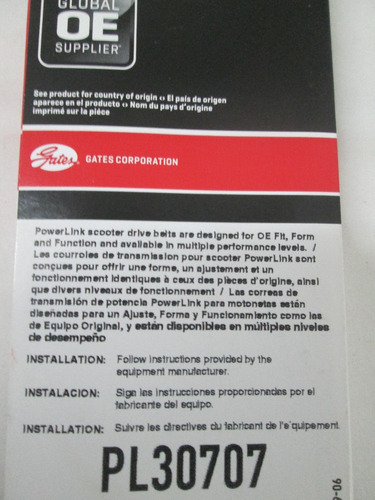 GLOBAL
OE
SUPPLIER®
See product for country of origin ‹› El país de origen
aparece en el producto ‹› Nom du pays d'origine
imprimé sur la pièce
Gates GATES CORPORATION
PowerLink scooter drive belts are designed for OE Fit, Form
and Function and available in multiple performance levels. /
Les courroies de transmission pour scooter PowerLink sont
conçues pour offrir une forme, un ajustement et un
fonctionnement identiques à ceux des pièces d'origine, ainsi
que divers niveaux de fonctionnement / Las correas de
transmisión de potencia PowerLink para motonetas están
diseñadas para un Ajuste, Forma y Funcionamiento como las
de Equipo Original, y están disponibles en múltiples niveles
de desempeño
INSTALLATION: Follow instructions provided by the
equipment manufacturer.
INSTALACION: Siga las instrucciones proporcionadas por el
fabricante del equipo.
INSTALLATION: Suivre les directives du fabricant de l'équipement.
PL30707
9-06